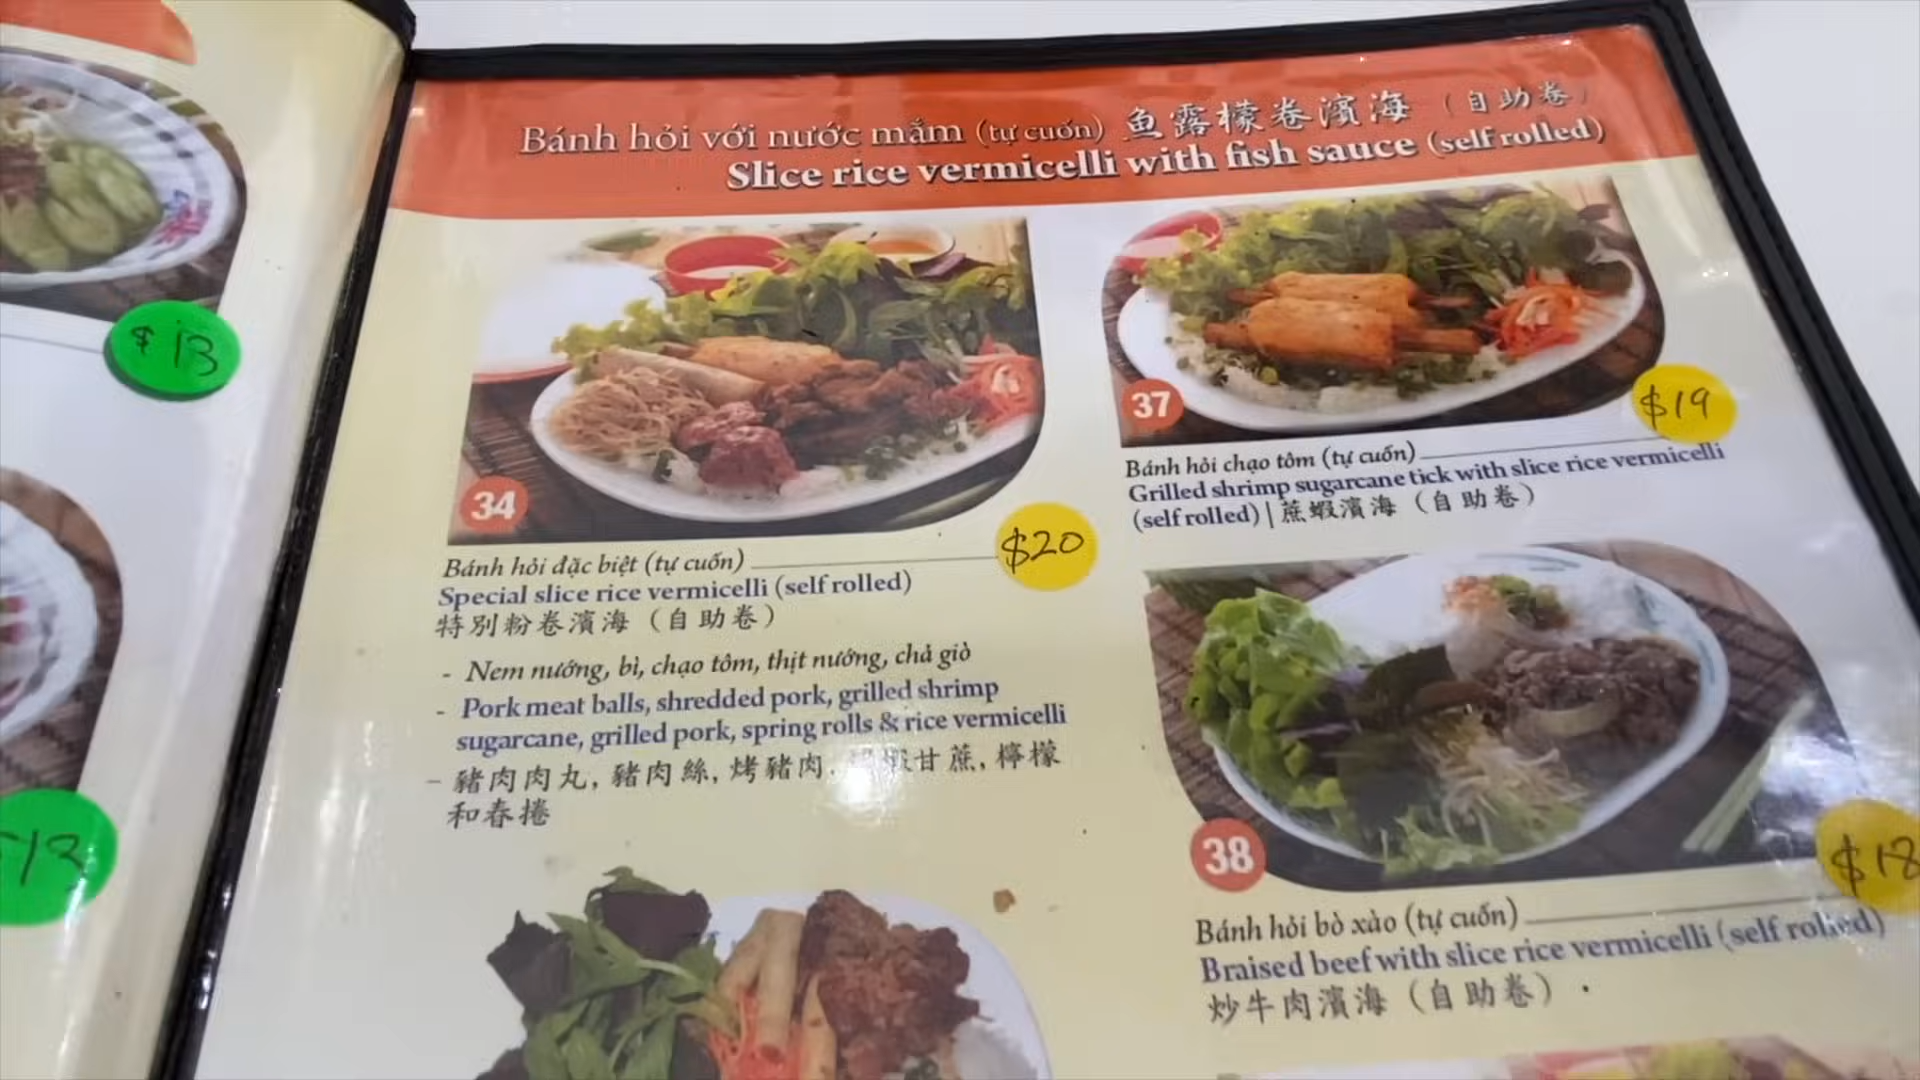 $ 13
$13
Bánh hỏi với nước mắm (tự cuốn) 魚露檬卷濱海 (自助卷)
Slice rice vermicelli with fish sauce (self rolled)
34
$20
Bánh hỏi đặc biệt (tự cuốn)
Special slice rice vermicelli (self rolled)
特別粉卷濱海 (自助卷)
- Nem nướng, bì, chạo tôm, thịt nướng, chả giò
- Pork meat balls, shredded pork, grilled shrimp
sugarcane, grilled pork, spring rolls & rice vermicelli
- 豬肉肉丸, 豬肉絲, 烤豬肉, 蝦甘蔗, 檸檬
和春捲
37
$19
Bánh hỏi chạo tôm (tự cuốn)
Grilled shrimp sugarcane tick with slice rice vermicelli
(self rolled) | 蔗蝦濱海 (自助卷)
38
$18
Bánh hỏi bò xào (tự cuốn)
Braised beef with slice rice vermicelli (self rolled)
炒牛肉濱海 (自助卷)